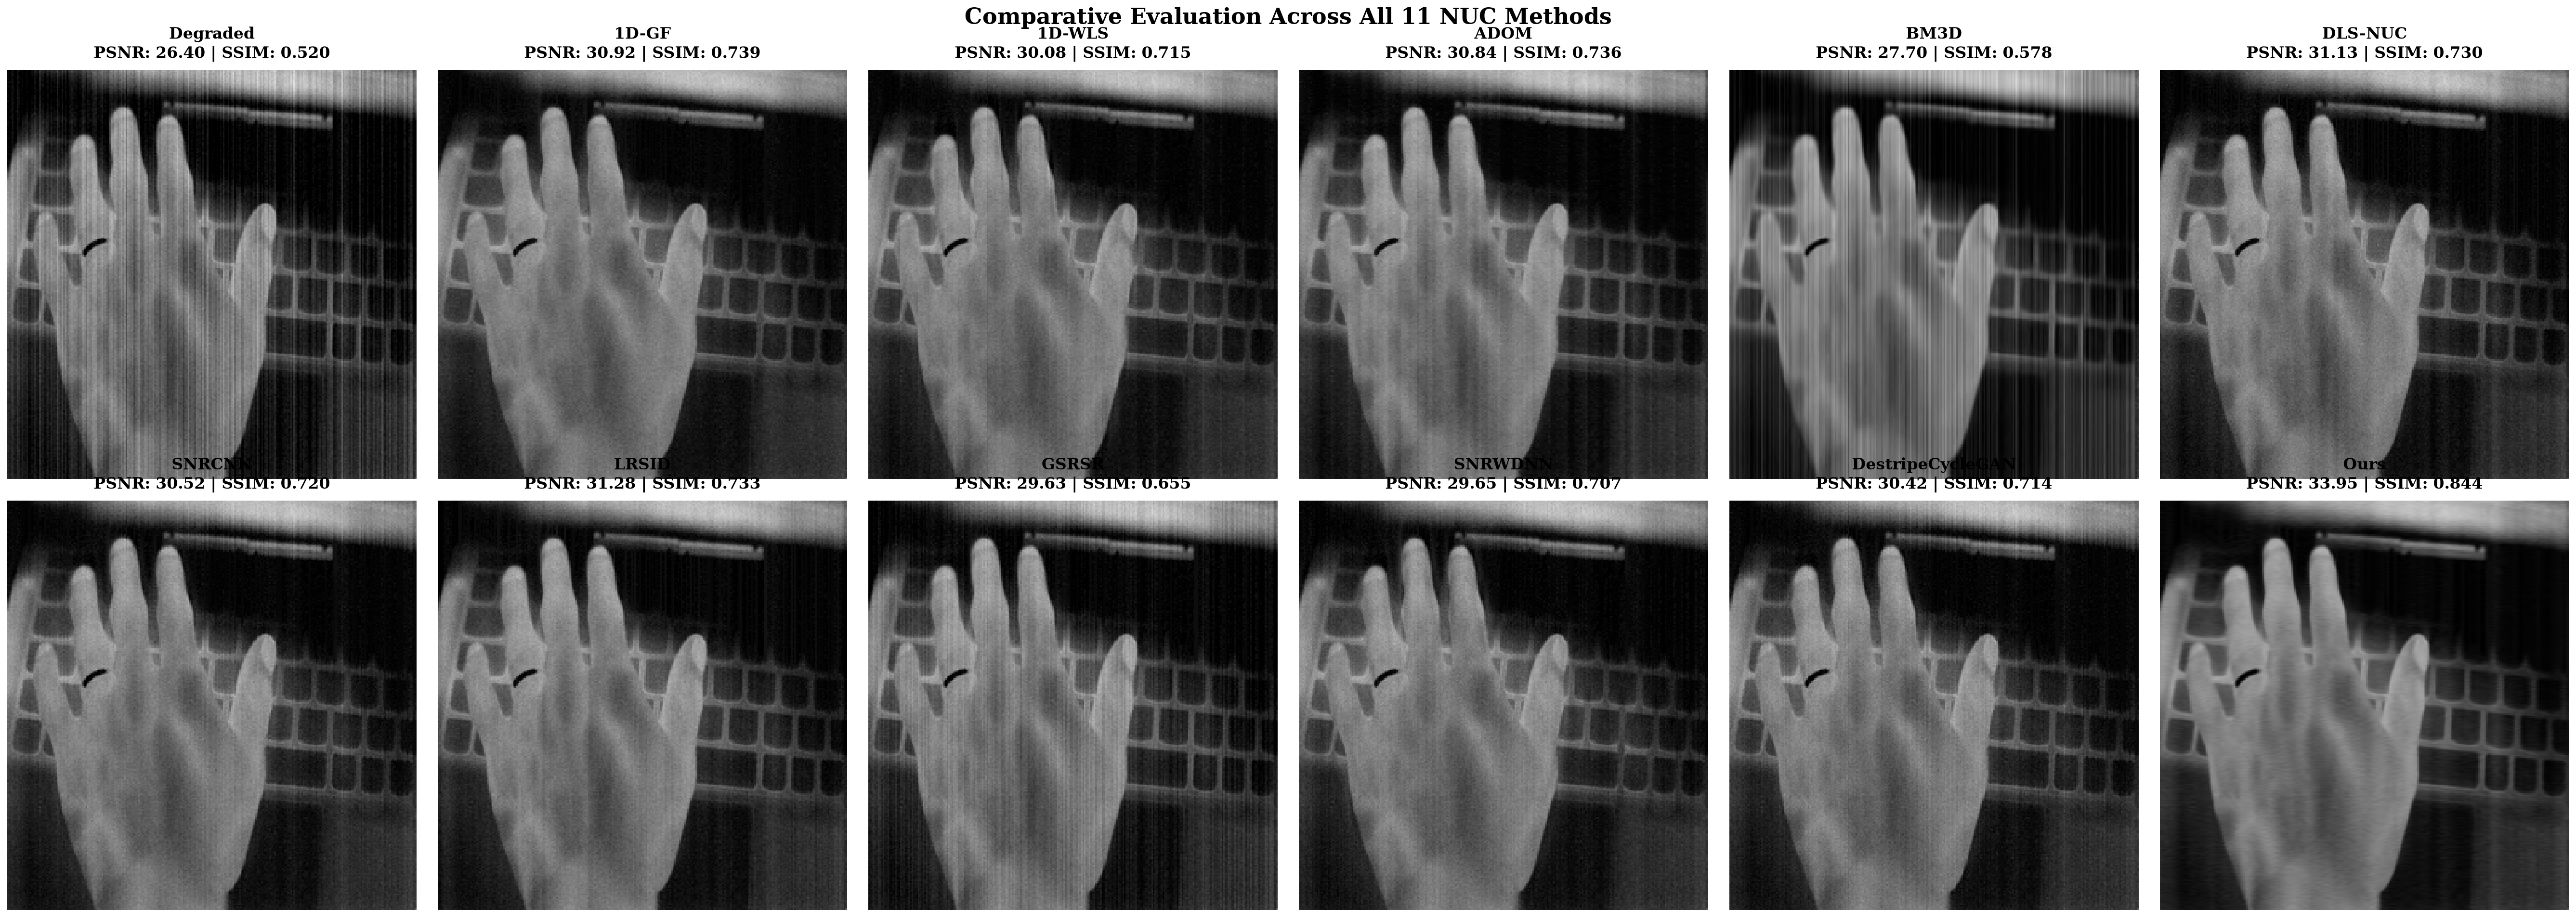 Comparative Evaluation Across All 11 NUC Methods
Degraded
PSNR: 26.40 | SSIM: 0.520
1D-GF
PSNR: 30.92 | SSIM: 0.739
1D-WLS
PSNR: 30.08 | SSIM: 0.715
ADOM
PSNR: 30.84 | SSIM: 0.736
BM3D
PSNR: 27.70 | SSIM: 0.578
DLS-NUC
PSNR: 31.13 | SSIM: 0.730
SNRCNN
PSNR: 30.52 | SSIM: 0.720
LRSID
PSNR: 31.28 | SSIM: 0.733
GSRSR
PSNR: 29.63 | SSIM: 0.655
SNRWDNN
PSNR: 29.65 | SSIM: 0.707
DestripeCycleGAN
PSNR: 30.42 | SSIM: 0.714
Ours
PSNR: 33.95 | SSIM: 0.844